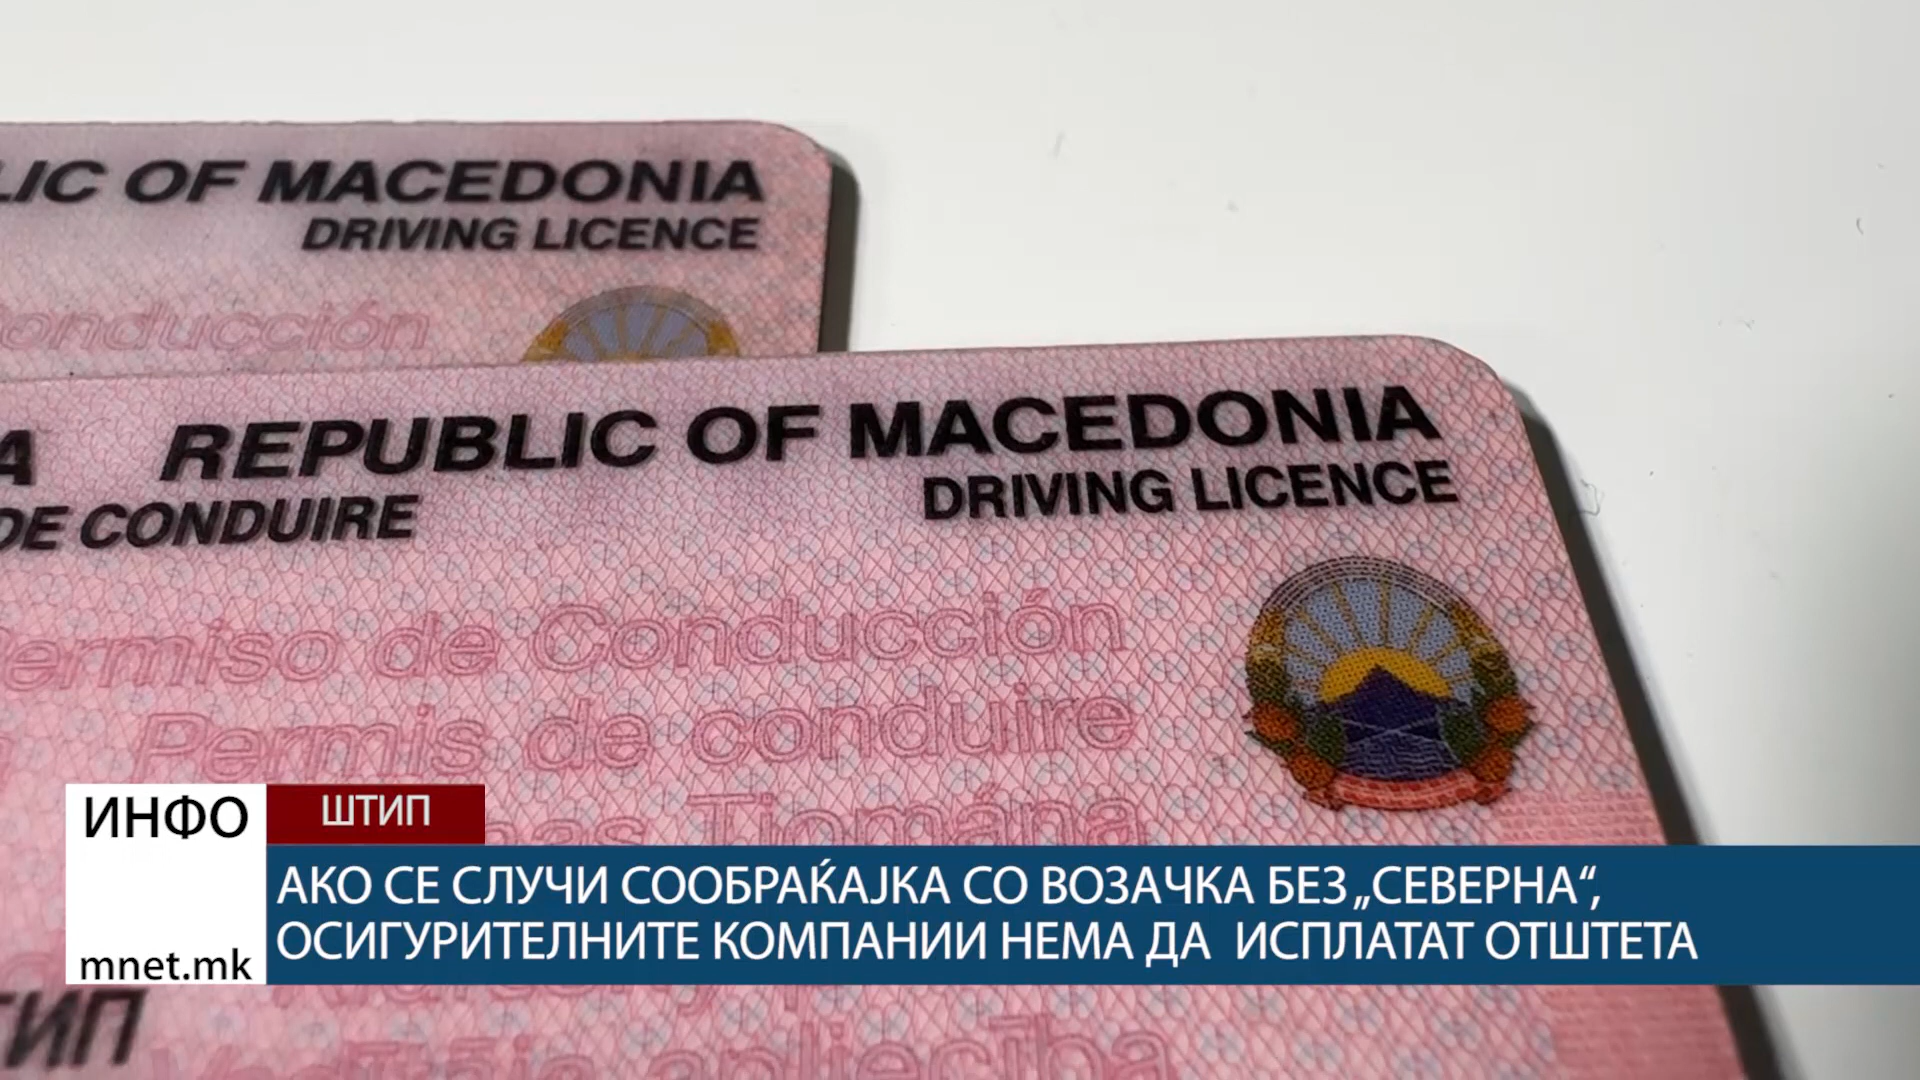 REPUBLIC OF MACEDONIA
DRIVING LICENCE
OF MACEDONIA
DRIVING LICENCE
DE CONDUIRE
Permiso de Conducción
Permis de conduire
ИНФО
ШТИП
АКО СЕ СЛУЧИ СООБРАЌАЈКА СО ВОЗАЧКА БЕЗ „СЕВЕРНА“,
ОСИГУРИТЕЛНИТЕ КОМПАНИИ НЕМА ДА ИСПЛАТАТ ОТШТЕТА
mnet.mk